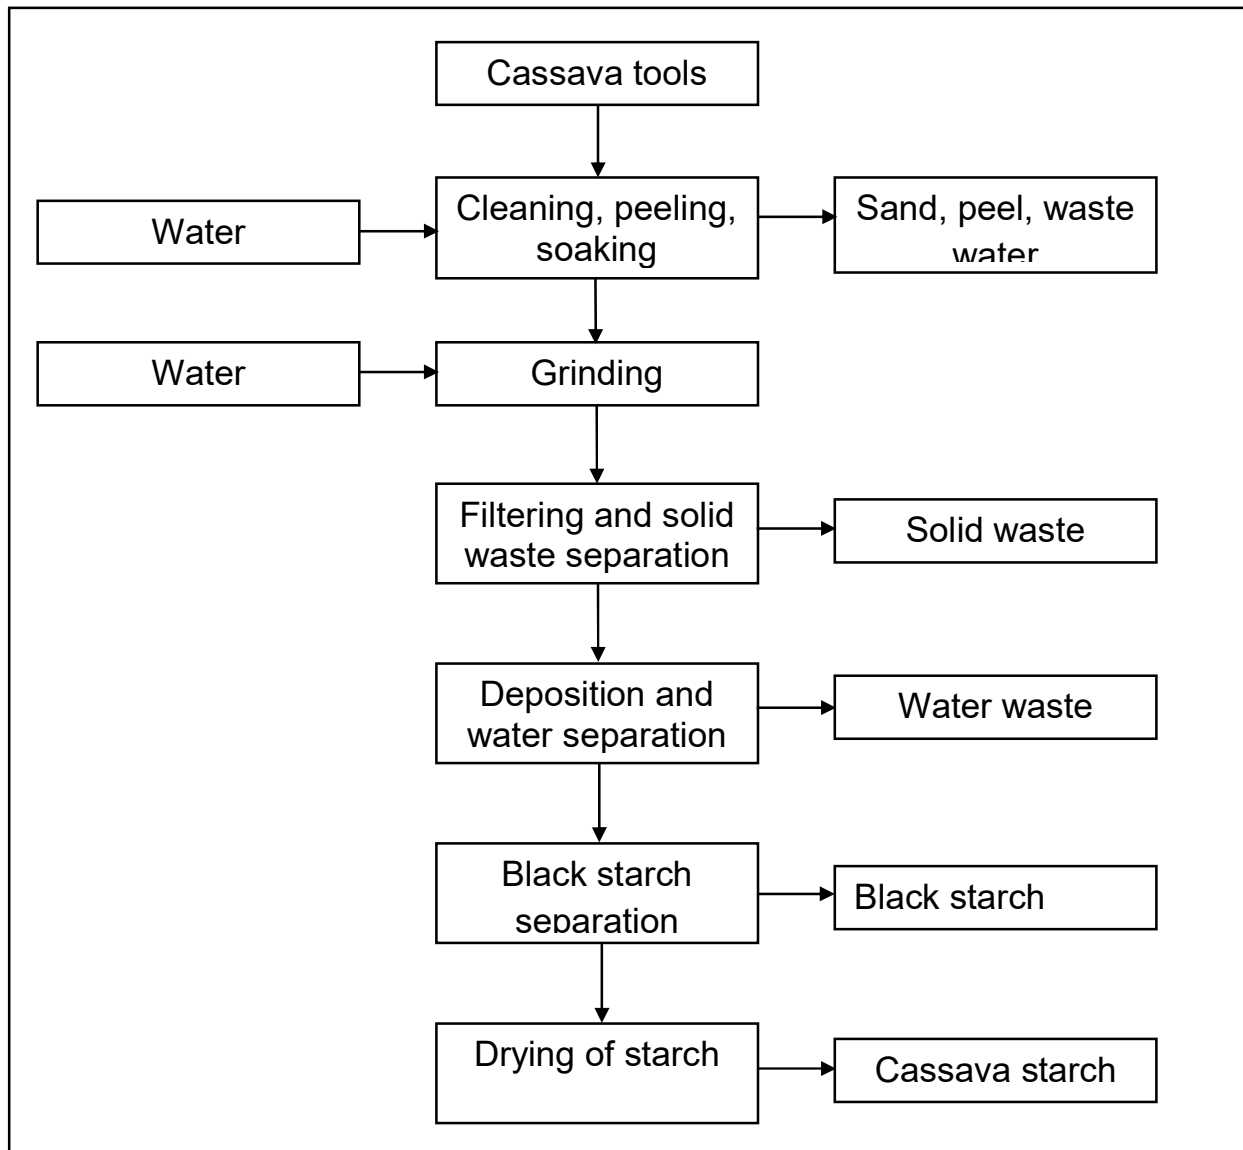 Cassava tools
Cleaning, peeling,
soaking
Water
Sand, peel, waste
water
Water
Grinding
Filtering and solid
waste separation
Solid waste
Deposition and
water separation
Water waste
Black starch
separation
Black starch
Drying of starch
Cassava starch